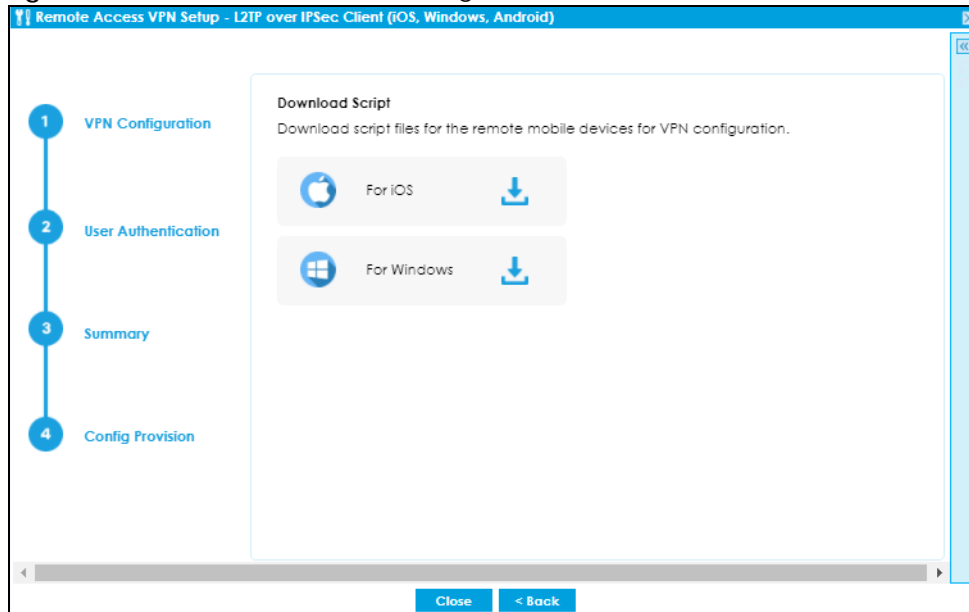 Remote Access VPN Setup - L2TP over IPSec Client (iOS, Windows, Android)
Download Script
Download script files for the remote mobile devices for VPN configuration.
1 VPN Configuration
For iOS
2 User Authentication
For Windows
3 Summary
4 Config Provision
Close < Back